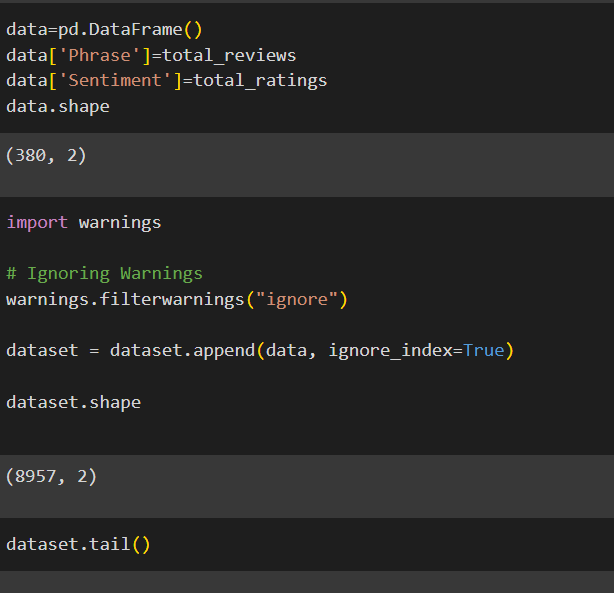 data=pd.DataFrame()
data['Phrase']=total_reviews
data['Sentiment']=total_ratings
data.shape
(380, 2)
import warnings
# Ignoring Warnings
warnings.filterwarnings("ignore")
dataset = dataset.append(data, ignore_index=True)
dataset.shape
(8957, 2)
dataset.tail()